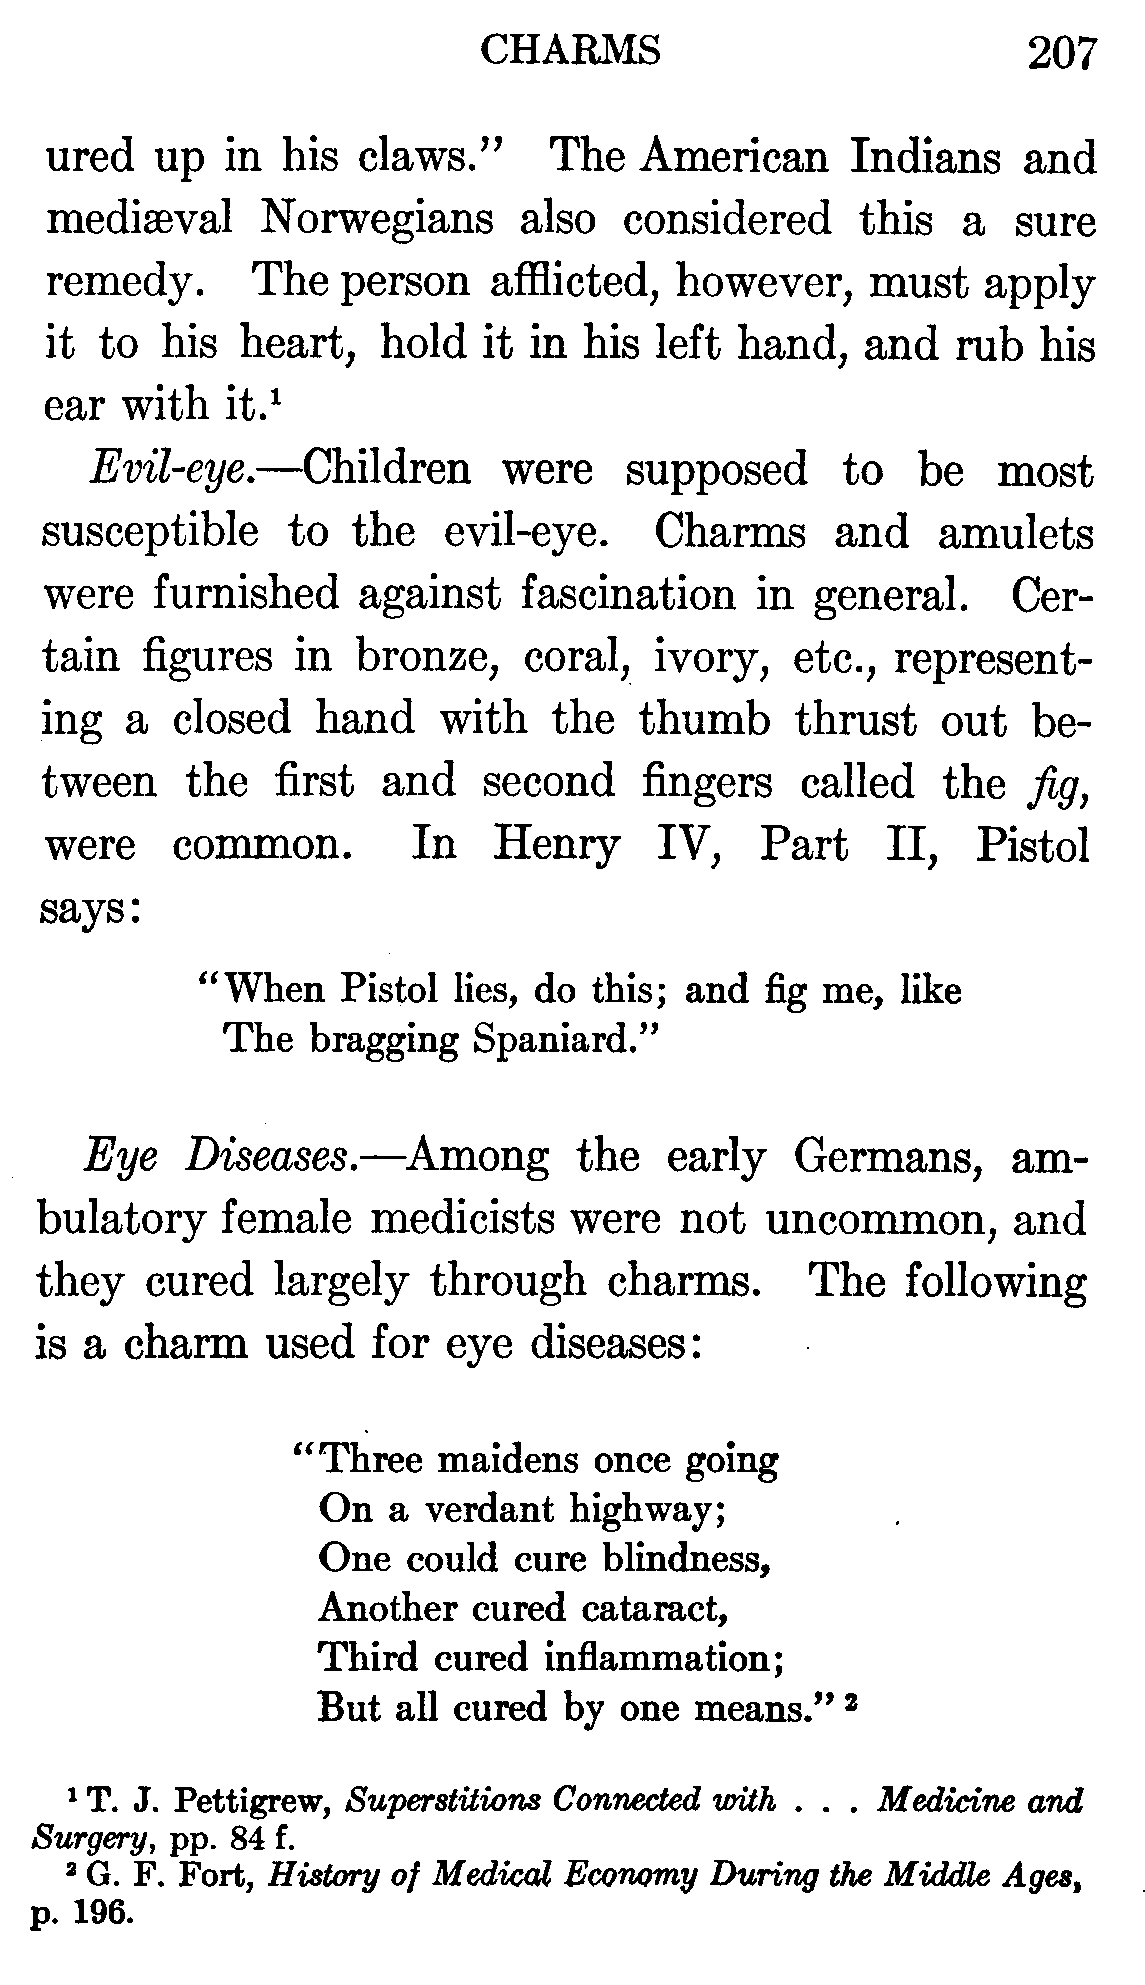 CHARMS 207
ured up in his claws." The American Indians and
mediæval Norwegians also considered this a sure
remedy. The person afflicted, however, must apply
it to his heart, hold it in his left hand, and rub his
ear with it.¹
Evil-eye.—Children were supposed to be most
susceptible to the evil-eye. Charms and amulets
were furnished against fascination in general. Cer-
tain figures in bronze, coral, ivory, etc., represent-
ing a closed hand with the thumb thrust out be-
tween the first and second fingers called the fig,
were common. In Henry IV, Part II, Pistol
says:
"When Pistol lies, do this; and fig me, like
The bragging Spaniard."
Eye Diseases.—Among the early Germans, am-
bulatory female medicists were not uncommon, and
they cured largely through charms. The following
is a charm used for eye diseases:
"Three maidens once going
On a verdant highway;
One could cure blindness,
Another cured cataract,
Third cured inflammation;
But all cured by one means." ²
¹ T. J. Pettigrew, Superstitions Connected with . . . Medicine and
Surgery, pp. 84 f.
² G. F. Fort, History of Medical Economy During the Middle Ages,
p. 196.